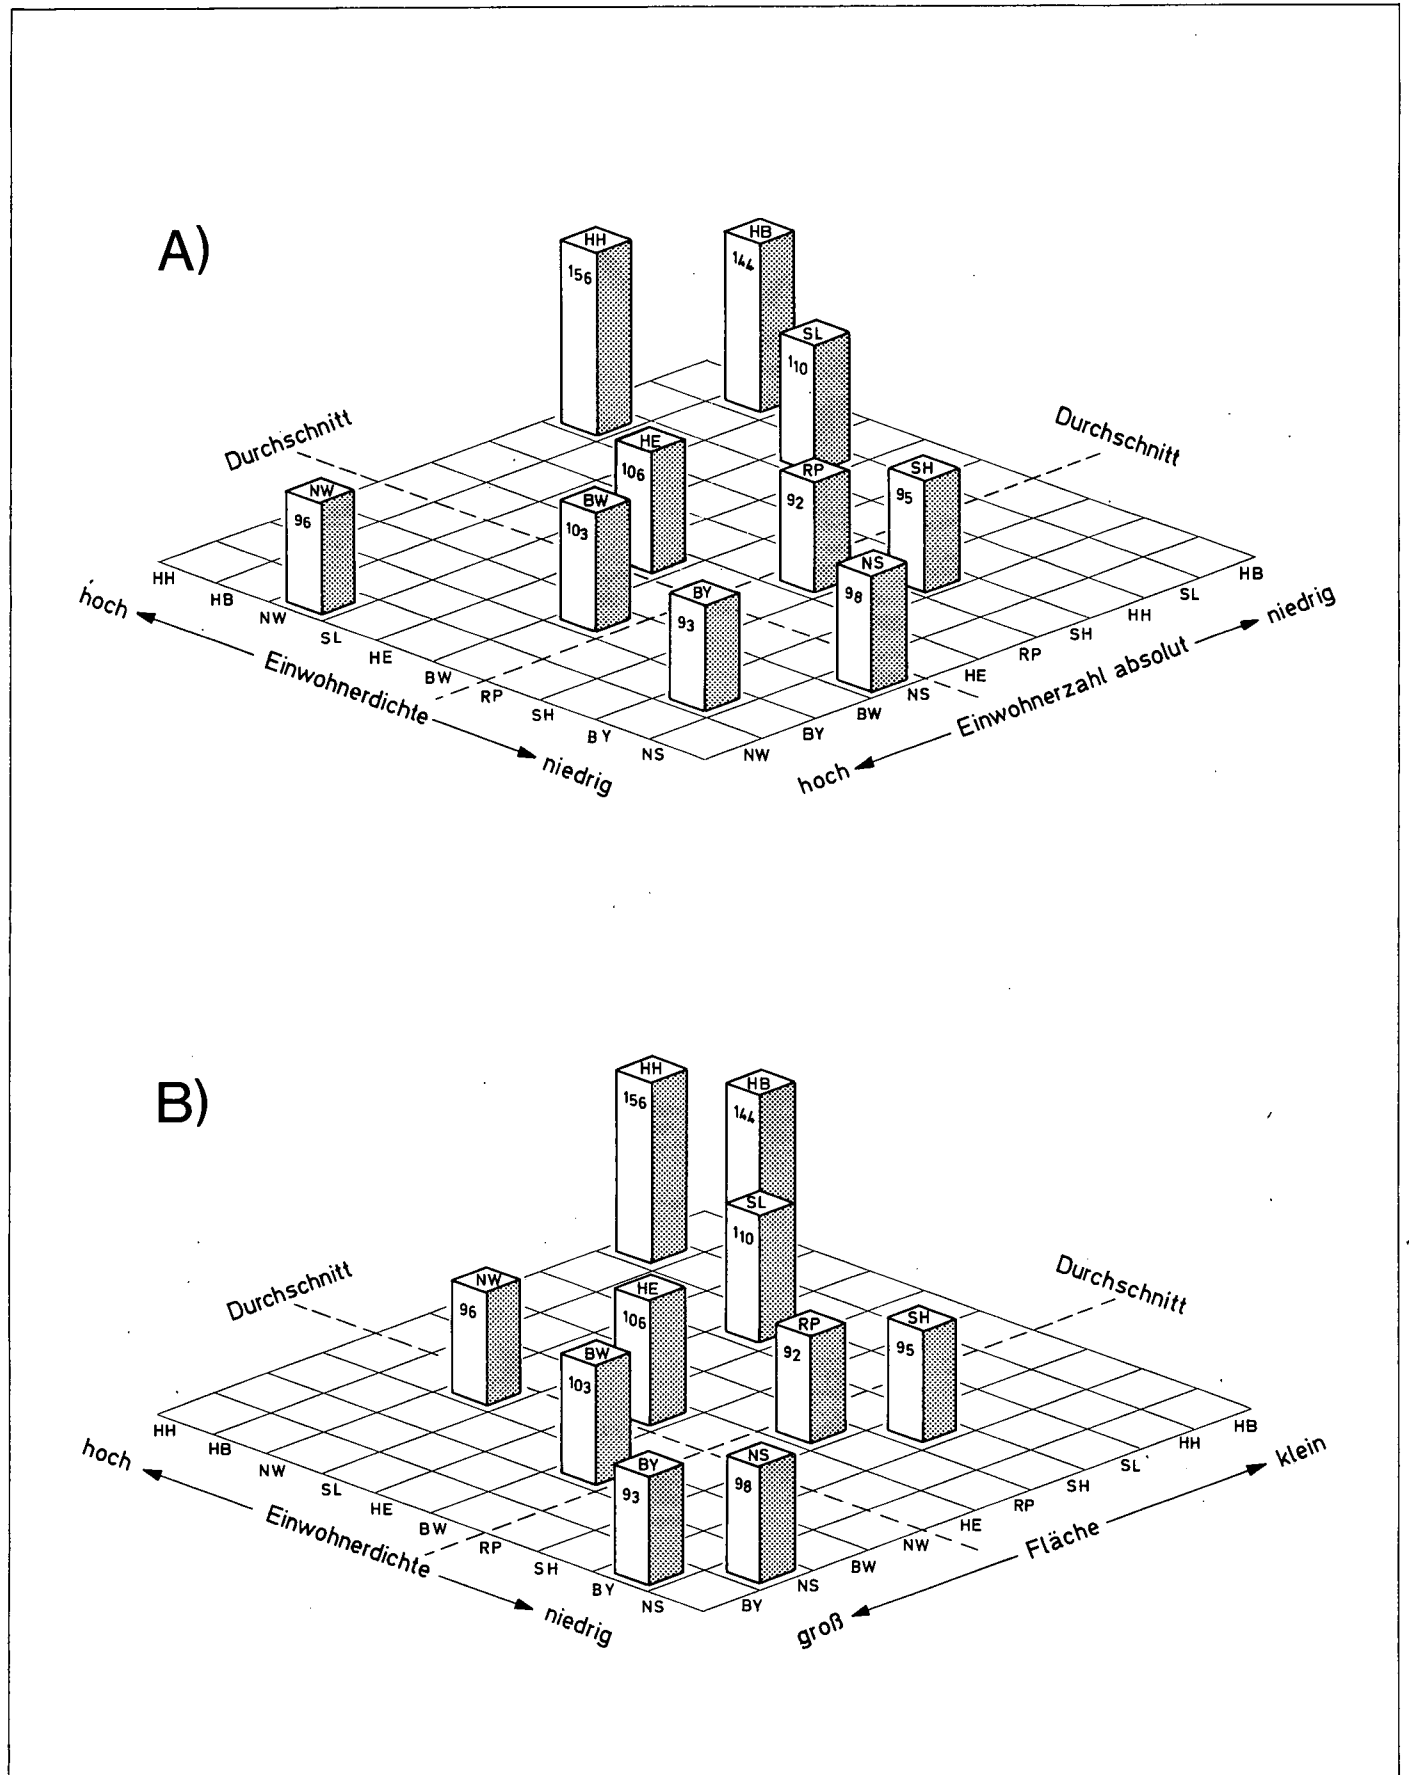 A)
HH
156
HB
144
SL
110
Durchschnitt
Durchschnitt
HE
106
RP
92
SH
95
NW
96
BW
103
NS
98
BY
93
HH
HB
NW
SL
HE
BW
RP
SH
BY
NS
hoch
Einwohnerdichte
niedrig
NW
BY
BW
NS
HE
RP
SH
HH
SL
HB
hoch
Einwohnerzahl absolut
niedrig
B)
HH
156
HB
144
SL
110
Durchschnitt
Durchschnitt
NW
96
HE
106
RP
92
SH
95
BW
103
BY
93
NS
98
HH
HB
NW
SL
HE
BW
RP
SH
BY
NS
hoch
Einwohnerdichte
niedrig
BY
NS
BW
NW
HE
RP
SH
SL
HH
HB
groß
Fläche
klein